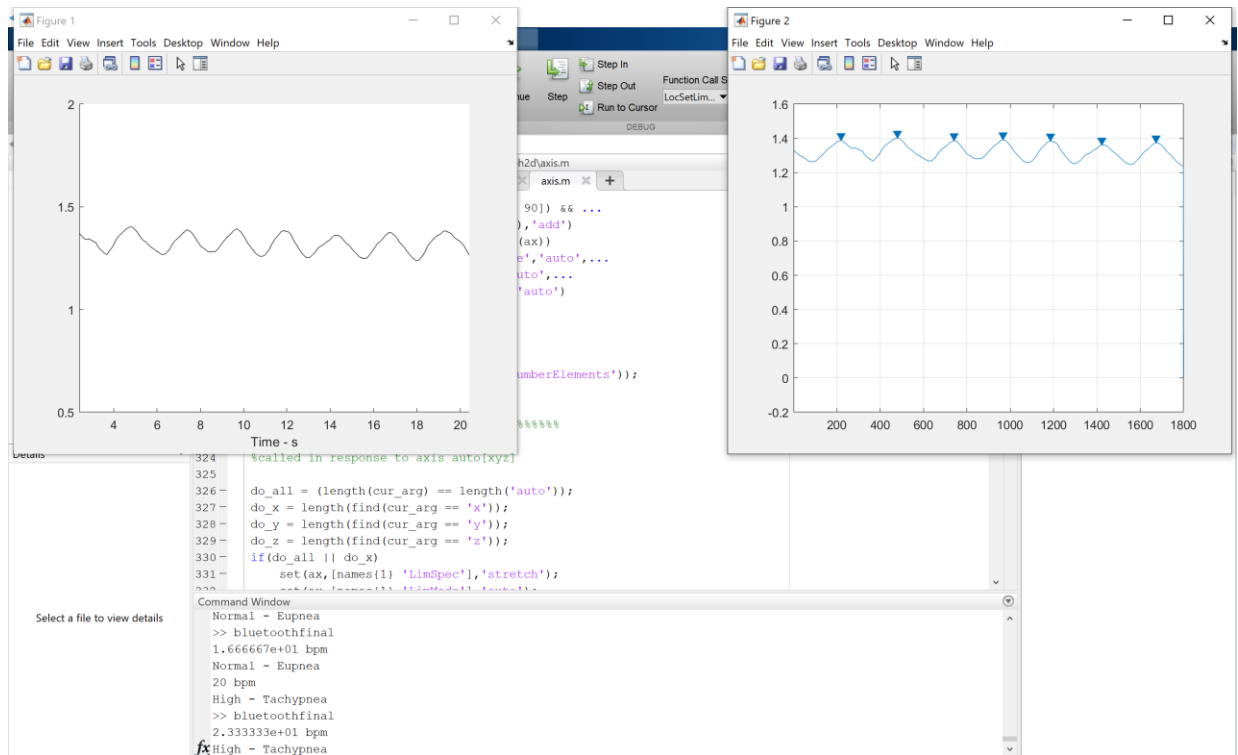 Figure 1
File Edit View Insert Tools Desktop Window Help
2
1.5
1
0.5
4 6 8 10 12 14 16 18 20
Time - s
Step
Step In
Step Out
Run to Cursor
Function Call S
LocSetLim...
DEBUG
h2d\axis.m
axis.m
90]) && ...
),'add')
(ax))
e','auto',...
uto',...
'auto')
umberElements'));
%%%%%%
Figure 2
File Edit View Insert Tools Desktop Window Help
1.6
1.4
1.2
1
0.8
0.6
0.4
0.2
0
-0.2
200 400 600 800 1000 1200 1400 1600 1800
Details
324 %called in response to axis auto[xyz]
325
326 – do_all = (length(cur_arg) == length('auto'));
327 – do_x = length(find(cur_arg == 'x'));
328 – do_y = length(find(cur_arg == 'y'));
329 – do_z = length(find(cur_arg == 'z'));
330 – if(do_all || do_x)
331 – set(ax,[names{1} 'LimSpec'],'stretch');
Select a file to view details
Command Window
Normal - Eupnea
>> bluetoothfinal
1.666667e+01 bpm
Normal - Eupnea
20 bpm
High - Tachypnea
>> bluetoothfinal
2.333333e+01 bpm
fx High - Tachypnea